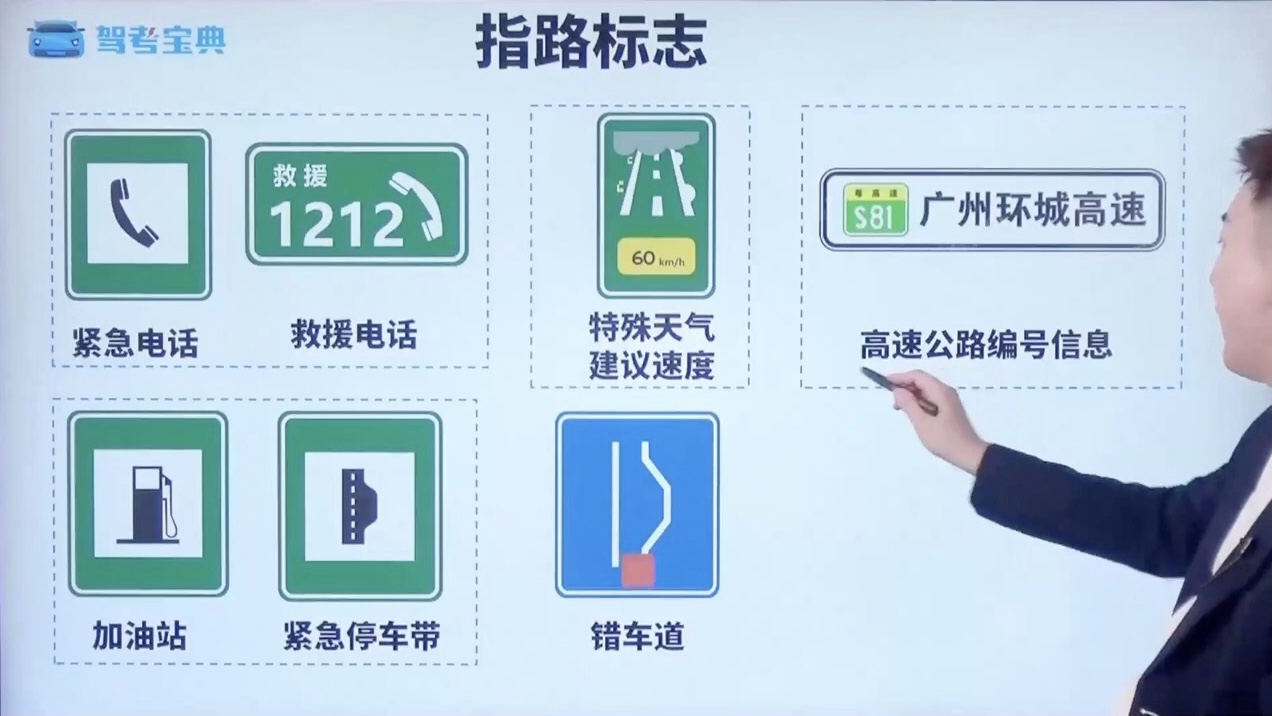 驾考宝典
指路标志
救援
1212
紧急电话
救援电话
60 km/h
特殊天气
建议速度
粤高速
S81
广州环城高速
高速公路编号信息
加油站
紧急停车带
错车道